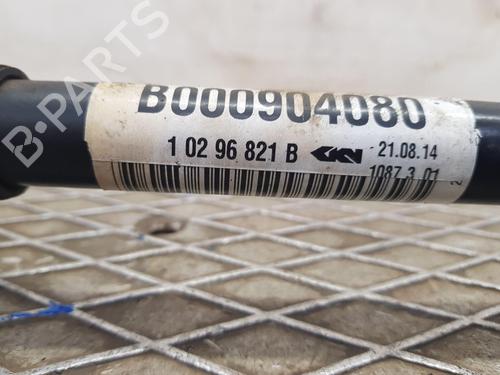 B-PARTS
B000904080
1 02 96 821 B GKN 21.08.14
1087 3 01